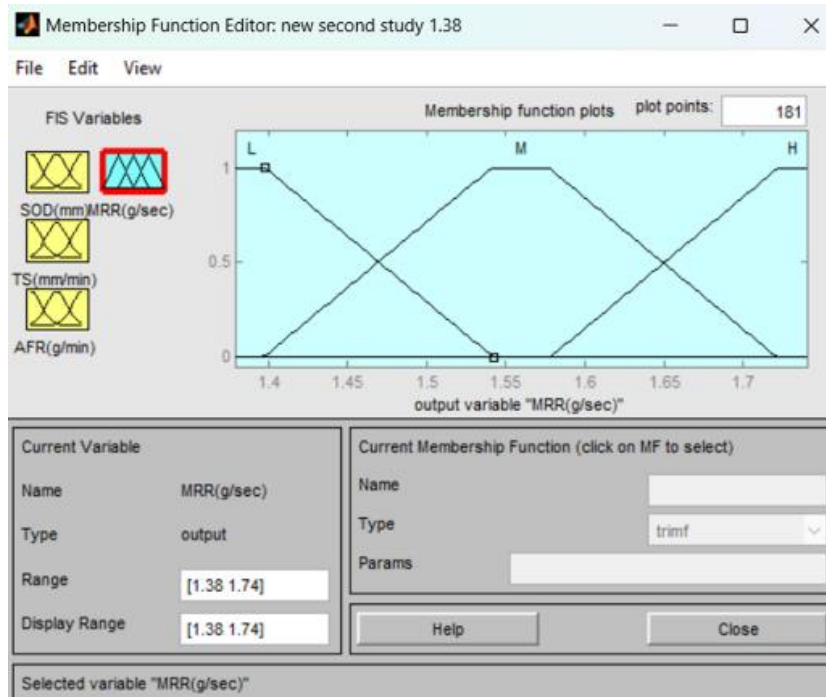 Membership Function Editor: new second study 1.38
File Edit View
FIS Variables
Membership function plots
plot points:
181
SOD(mm)
MRR(g/sec)
TS(mm/min)
AFR(g/min)
L
M
H
1
0.5
0
1.4 1.45 1.5 1.55 1.6 1.65 1.7
output variable "MRR(g/sec)"
Current Variable
Name MRR(g/sec)
Type output
Range [1.38 1.74]
Display Range [1.38 1.74]
Current Membership Function (click on MF to select)
Name
Type trimf
Params
Help Close
Selected variable "MRR(g/sec)"